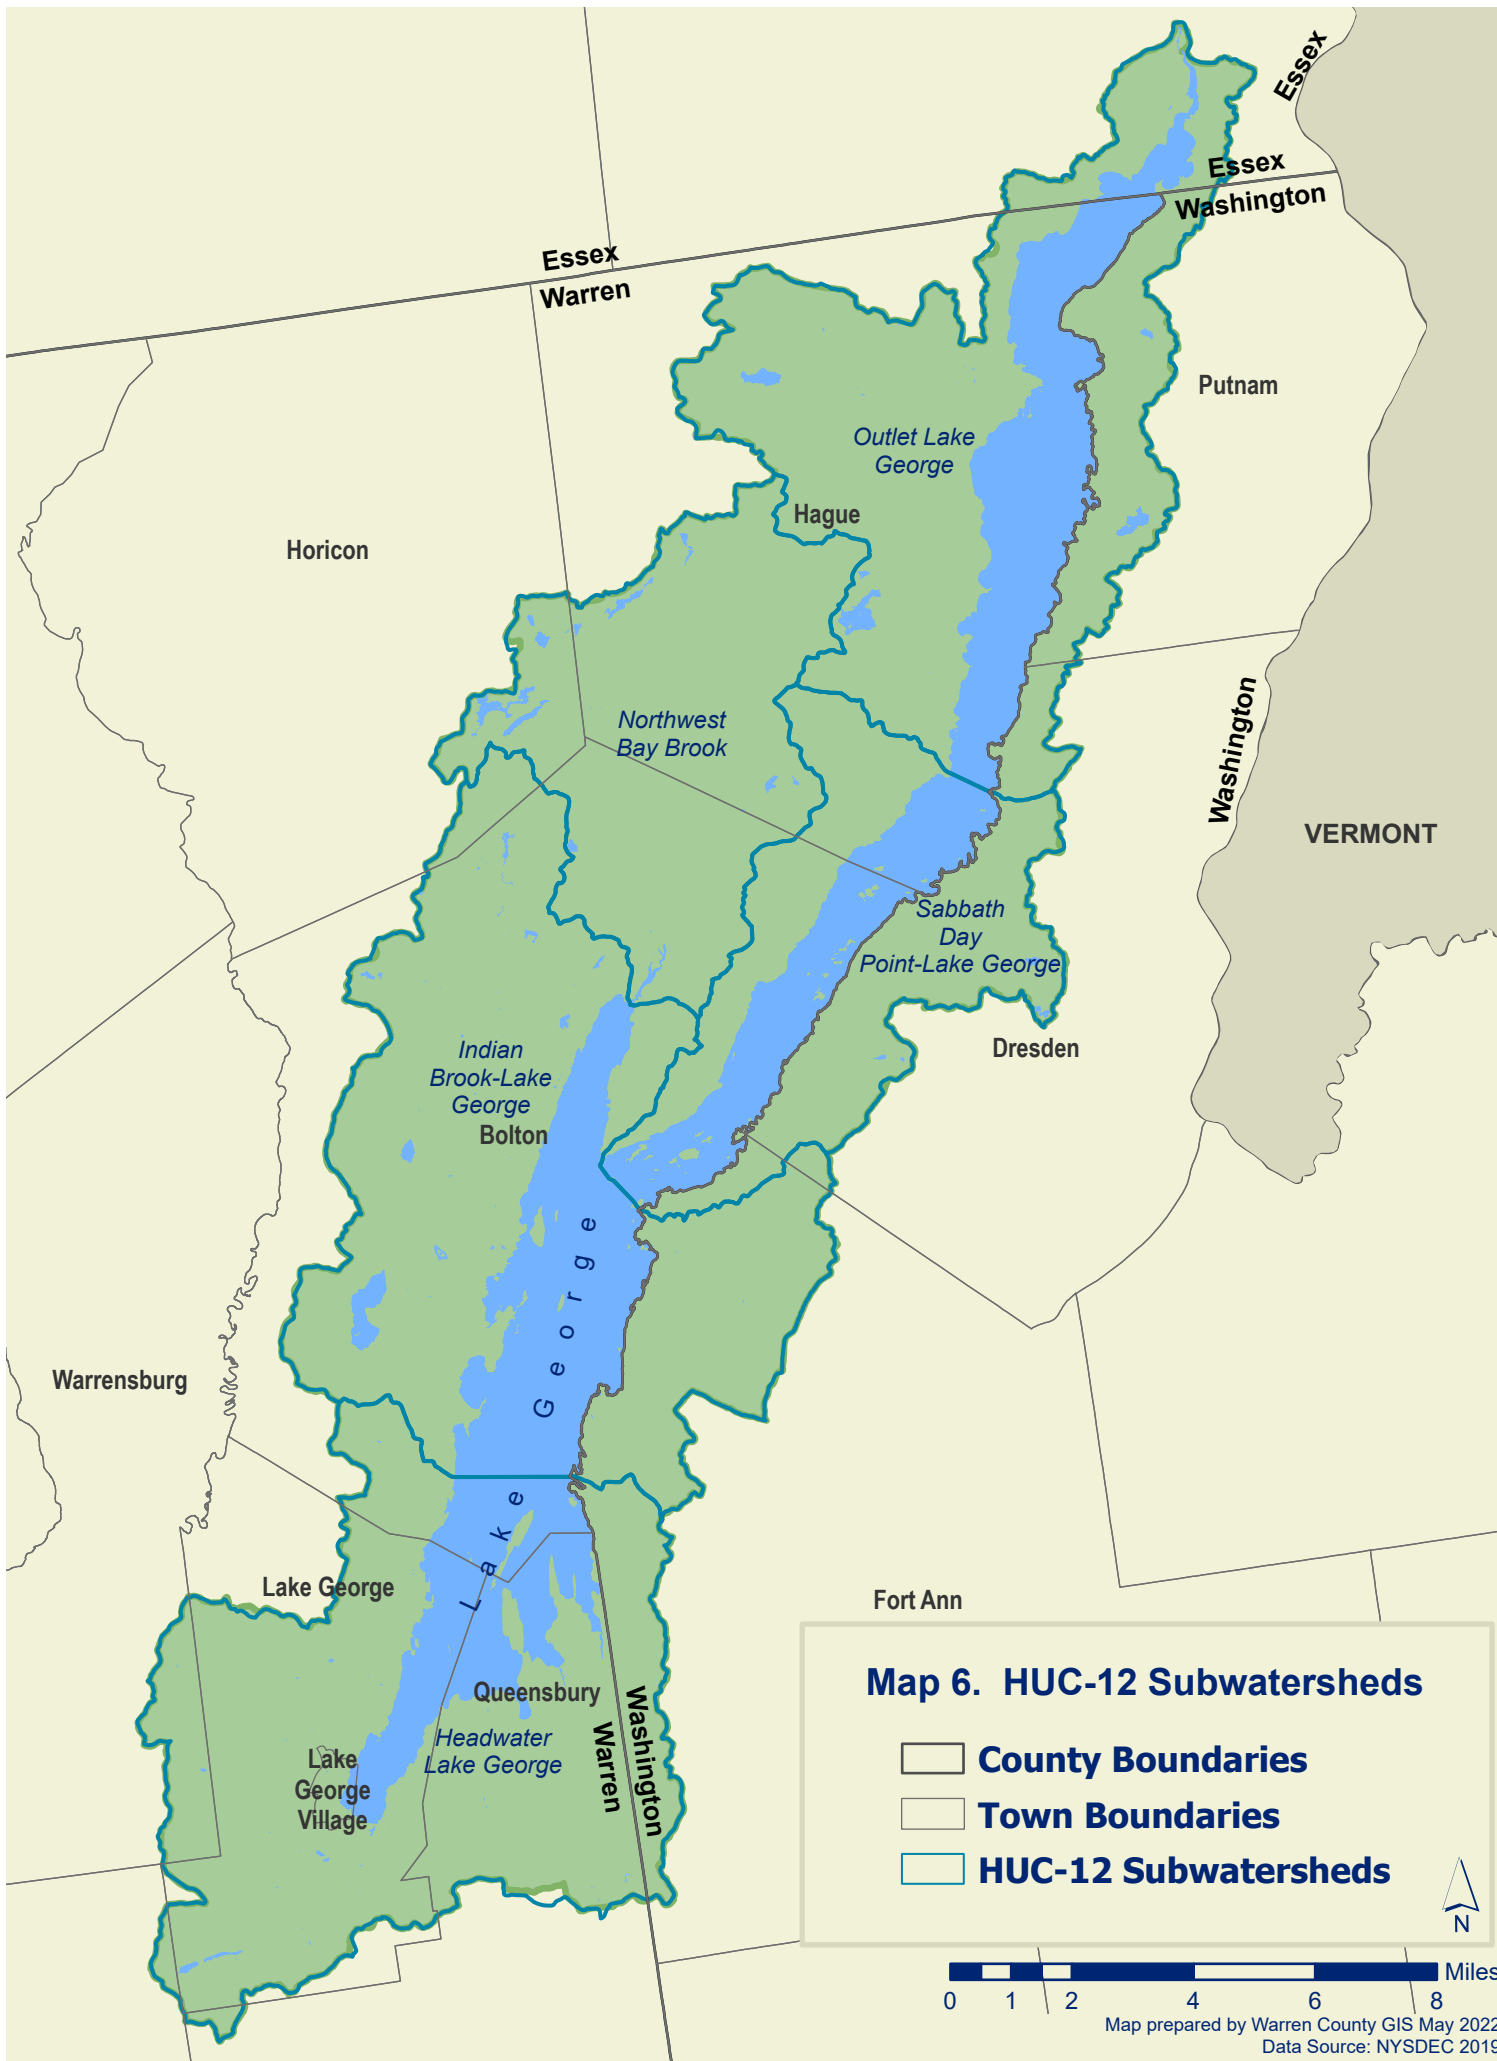 Essex
Essex
Washington
Essex
Warren
Putnam
Outlet Lake
George
Hague
Horicon
Washington
Northwest
Bay Brook
VERMONT
Sabbath
Day
Point-Lake George
Dresden
Indian
Brook-Lake
George
Bolton
Lake George
Warrensburg
Lake George
Fort Ann
Queensbury
Washington
Warren
Headwater
Lake George
Lake
George
Village
Map 6. HUC-12 Subwatersheds
County Boundaries
Town Boundaries
HUC-12 Subwatersheds
N
Miles
0 1 2 4 6 8
Map prepared by Warren County GIS May 2022
Data Source: NYSDEC 2019